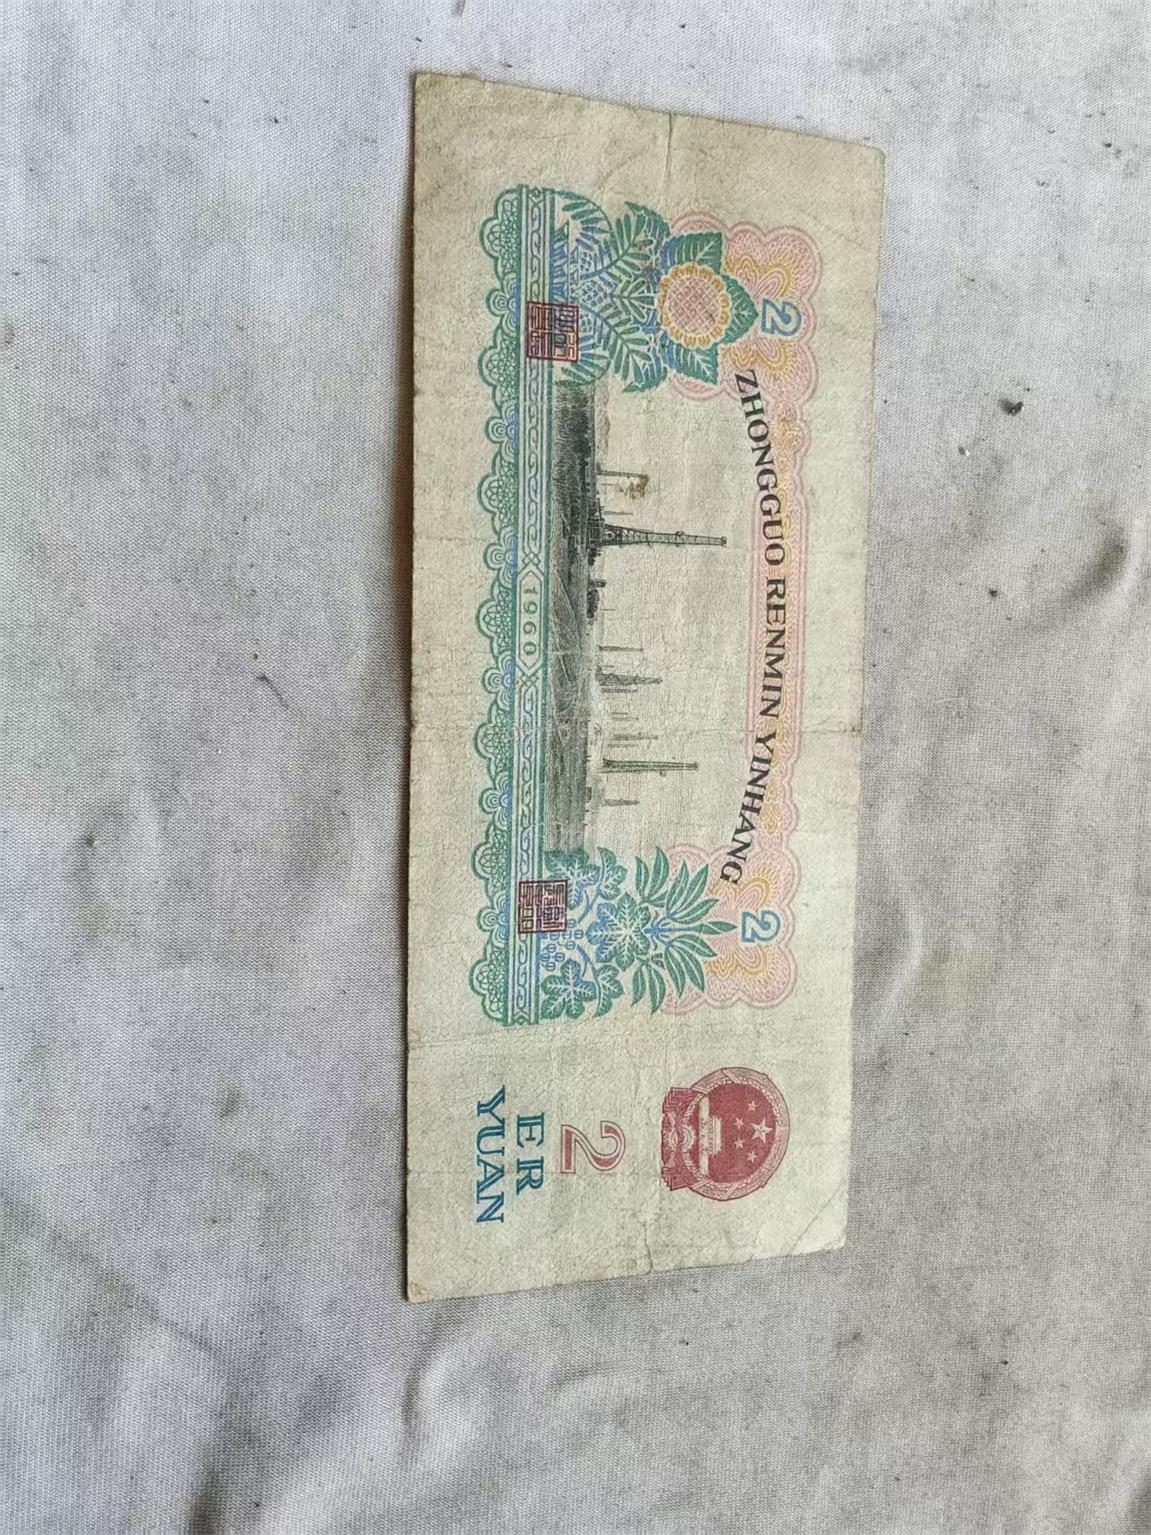 ZHONGGUO RENMIN YINHANG
2
2
1960
2
ER
YUAN